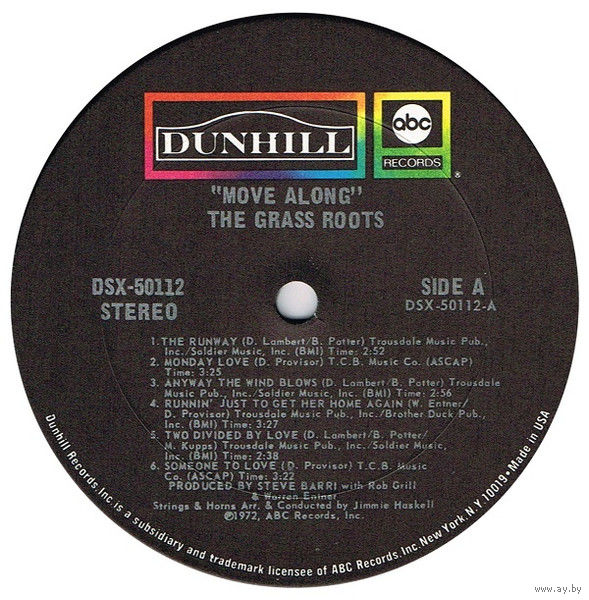 DUNHILL
abc
RECORDS
®
"MOVE ALONG"
THE GRASS ROOTS
DSX-50112
STEREO
SIDE A
DSX-50112-A
1. THE RUNWAY (D. Lambert/B. Potter) Trousdale Music Pub.,
Inc./Soldier Music, Inc. (BMI) Time: 2:52
2. MONDAY LOVE (D. Provisor) T.C.B. Music Co. (ASCAP)
Time: 3:25
3. ANYWAY THE WIND BLOWS (D. Lambert/B. Potter) Trousdale
Music Pub., Inc./Soldier Music, Inc. (BMI) Time: 2:56
4. RUNNIN' JUST TO GET HER HOME AGAIN (W. Entner/
D. Provisor) Trousdale Music Pub., Inc./Brother Duck Pub.,
Inc. (BMI) Time: 3:27
5. TWO DIVIDED BY LOVE (D. Lambert/B. Potter/
M. Kupps) Trousdale Music Pub., Inc./Soldier Music,
Inc. (BMI) Time: 2:38
6. SOMEONE TO LOVE (D. Provisor) T.C.B. Music
Co. (ASCAP) Time: 3:22
PRODUCED BY STEVE BARRI with Rob Grill
& Warren Entner
Strings & Horns Arr. & Conducted by Jimmie Haskell
℗1972, ABC Records, Inc.
Dunhill Records, Inc. is a subsidiary and trademark licensee of ABC Records, Inc. New York, N.Y. 10019 • Made in USA
www.ay.by